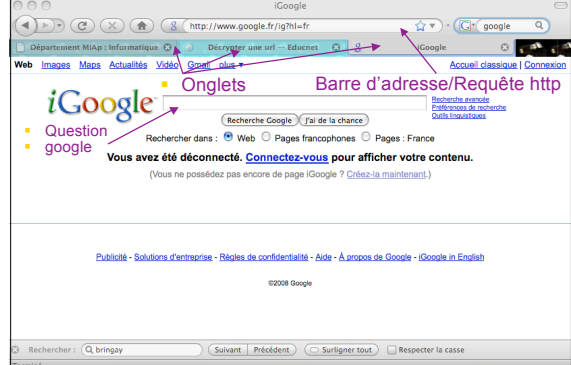 iGoogle
http://www.google.fr/ig?hl=fr
google
Département MiAp : Informatique
Décrypter une url — Educnet
iGoogle
Web Images Maps Actualités Vidéo Gmail plus ▾
Accueil classique | Connexion
Onglets
Barre d'adresse/Requête http
iGoogle
Recherche avancée
Préférences de recherche
Outils linguistiques
Recherche Google
J'ai de la chance
Question
google
Rechercher dans : Web Pages francophones Pages : France
Vous avez été déconnecté. Connectez-vous pour afficher votre contenu.
(Vous ne possédez pas encore de page iGoogle ? Créez-la maintenant.)
Publicité - Solutions d'entreprise - Règles de confidentialité - Aide - À propos de Google - iGoogle in English
©2008 Google
Rechercher : bringay Suivant Précédent Surligner tout Respecter la casse